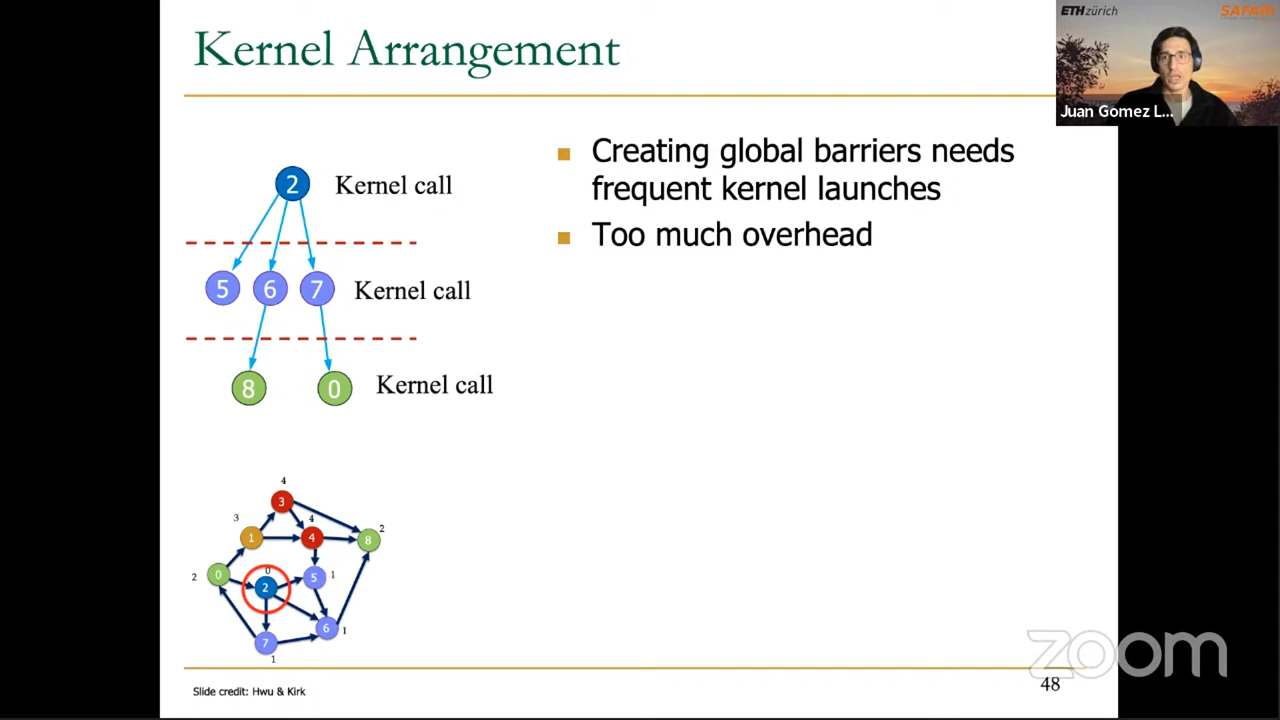 Kernel Arrangement
ETH zürich
SAFARI
Juan Gomez L...
2
Kernel call
5 6 7
Kernel call
8 0
Kernel call
Creating global barriers needs
frequent kernel launches
Too much overhead
4
3
3
4
2
1
4
8
0
2
0
2
5
1
6
1
7
1
Slide credit: Hwu & Kirk
48
zoom